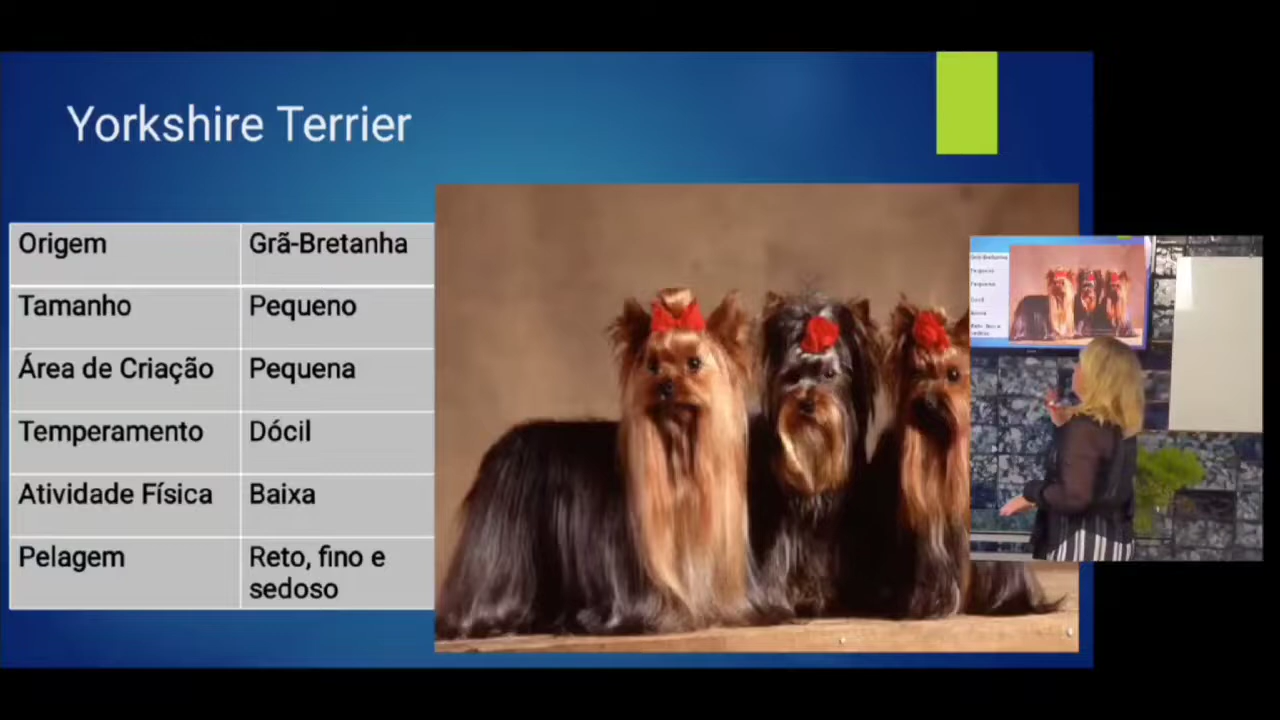 Yorkshire Terrier
Origem Grã-Bretanha
Tamanho Pequeno
Área de Criação Pequena
Temperamento Dócil
Atividade Física Baixa
Pelagem Reto, fino e
sedoso